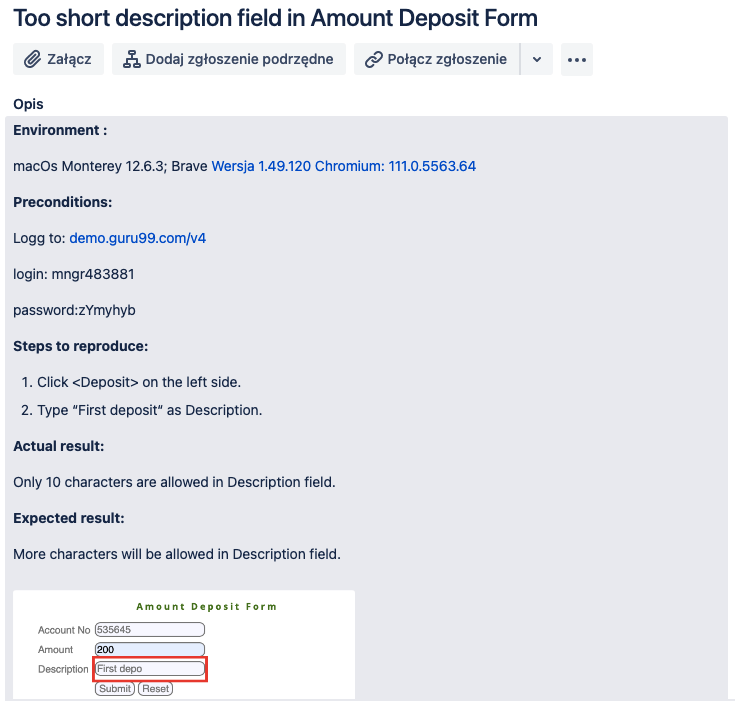 Too short description field in Amount Deposit Form
Załącz
Dodaj zgłoszenie podrzędne
Połącz zgłoszenie
Opis
Environment :
macOs Monterey 12.6.3; Brave Wersja 1.49.120 Chromium: 111.0.5563.64
Preconditions:
Logg to: demo.guru99.com/v4
login: mngr483881
password:zYmyhyb
Steps to reproduce:
1. Click <Deposit> on the left side.
2. Type “First deposit“ as Description.
Actual result:
Only 10 characters are allowed in Description field.
Expected result:
More characters will be allowed in Description field.
Amount Deposit Form
Account No 535645
Amount 200
Description First depo
Submit Reset